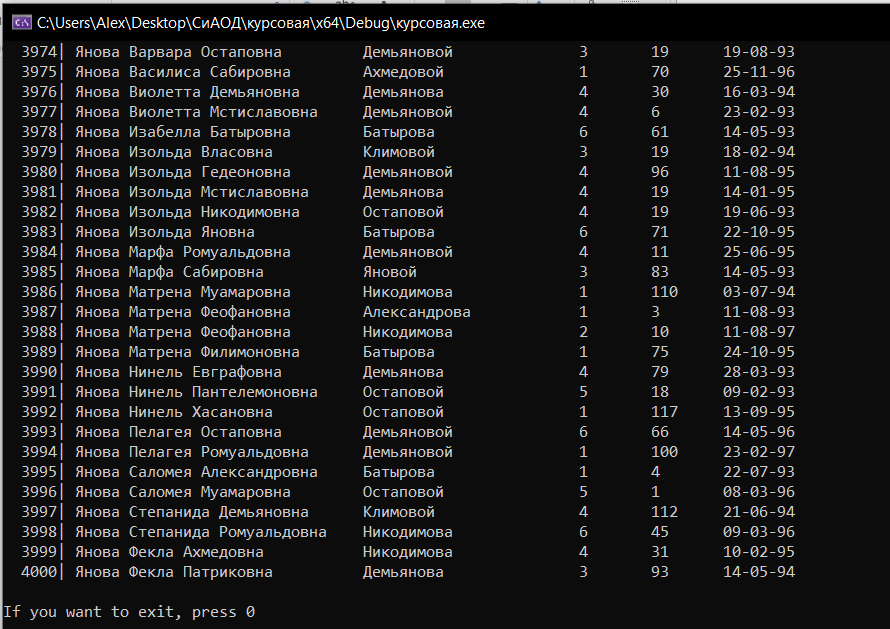 C:\Users\Alex\Desktop\СиАОД\курсовая\x64\Debug\курсовая.exe
3974| Янова Варвара Остаповна Демьяновой 3 19 19-08-93
3975| Янова Василиса Сабировна Ахмедовой 1 70 25-11-96
3976| Янова Виолетта Демьяновна Демьянова 4 30 16-03-94
3977| Янова Виолетта Мстиславовна Демьяновой 4 6 23-02-93
3978| Янова Изабелла Батыровна Батырова 6 61 14-05-93
3979| Янова Изольда Власовна Климовой 3 19 18-02-94
3980| Янова Изольда Гедеоновна Демьяновой 4 96 11-08-95
3981| Янова Изольда Мстиславовна Демьянова 4 19 14-01-95
3982| Янова Изольда Никодимовна Остаповой 4 19 19-06-93
3983| Янова Изольда Яновна Батырова 6 71 22-10-95
3984| Янова Марфа Ромуальдовна Демьяновой 4 11 25-06-95
3985| Янова Марфа Сабировна Яновой 3 83 14-05-93
3986| Янова Матрена Муамаровна Никодимова 1 110 03-07-94
3987| Янова Матрена Феофановна Александрова 1 3 11-08-93
3988| Янова Матрена Феофановна Никодимова 2 10 11-08-97
3989| Янова Матрена Филимоновна Батырова 1 75 24-10-95
3990| Янова Нинель Евграфовна Демьянова 4 79 28-03-93
3991| Янова Нинель Пантелемоновна Остаповой 5 18 09-02-93
3992| Янова Нинель Хасановна Остаповой 1 117 13-09-95
3993| Янова Пелагея Остаповна Демьяновой 6 66 14-05-96
3994| Янова Пелагея Ромуальдовна Демьяновой 1 100 23-02-97
3995| Янова Саломея Александровна Батырова 1 4 22-07-93
3996| Янова Саломея Муамаровна Остаповой 5 1 08-03-96
3997| Янова Степанида Демьяновна Климовой 4 112 21-06-94
3998| Янова Степанида Ромуальдовна Никодимова 6 45 09-03-96
3999| Янова Фекла Ахмедовна Никодимова 4 31 10-02-95
4000| Янова Фекла Патриковна Демьянова 3 93 14-05-94
If you want to exit, press 0